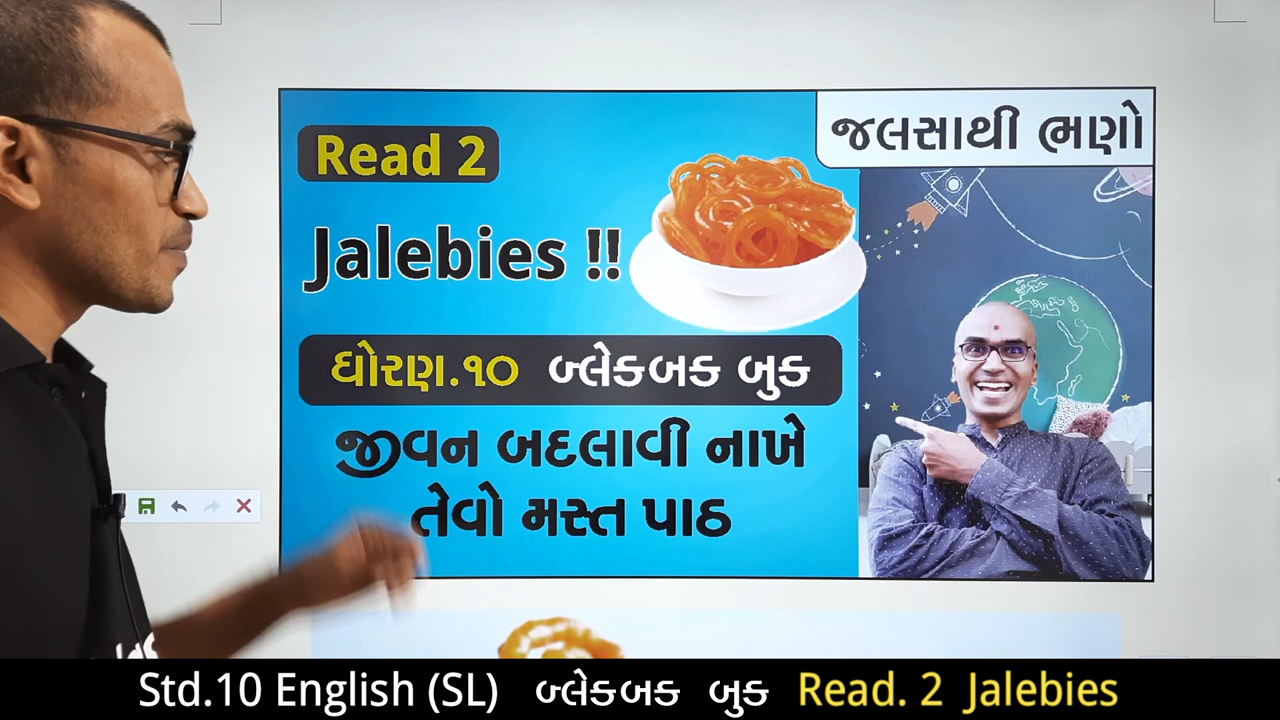 જલસાથી ભણો
Read 2
Jalebies !!
ધોરણ.૧૦ બ્લેકબક બુક
જીવન બદલાવી નાખે
તેવો મસ્ત પાઠ
Std.10 English (SL) બ્લેકબક બુક Read. 2 Jalebies